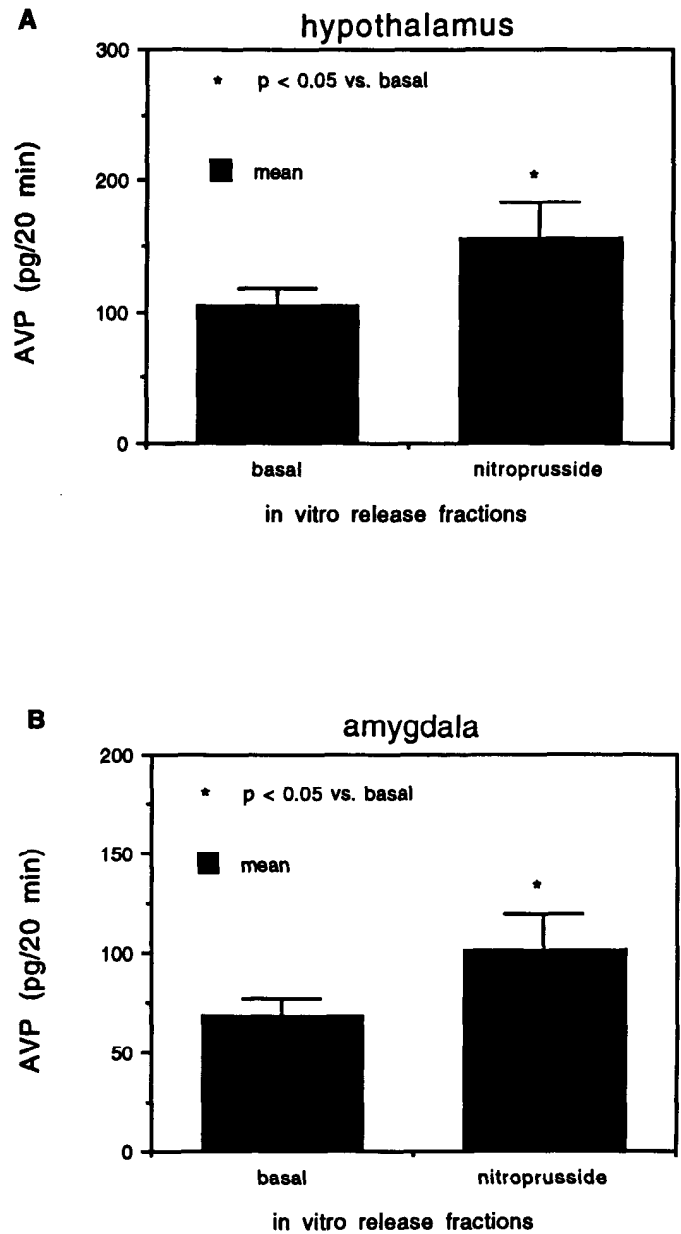 A
hypothalamus
300
* p < 0.05 vs. basal
AVP (pg/20 min)
200
mean
*
100
0
basal nitroprusside
in vitro release fractions
B
amygdala
200
* p < 0.05 vs. basal
AVP (pg/20 min)
150
mean
*
100
50
0
basal nitroprusside
in vitro release fractions